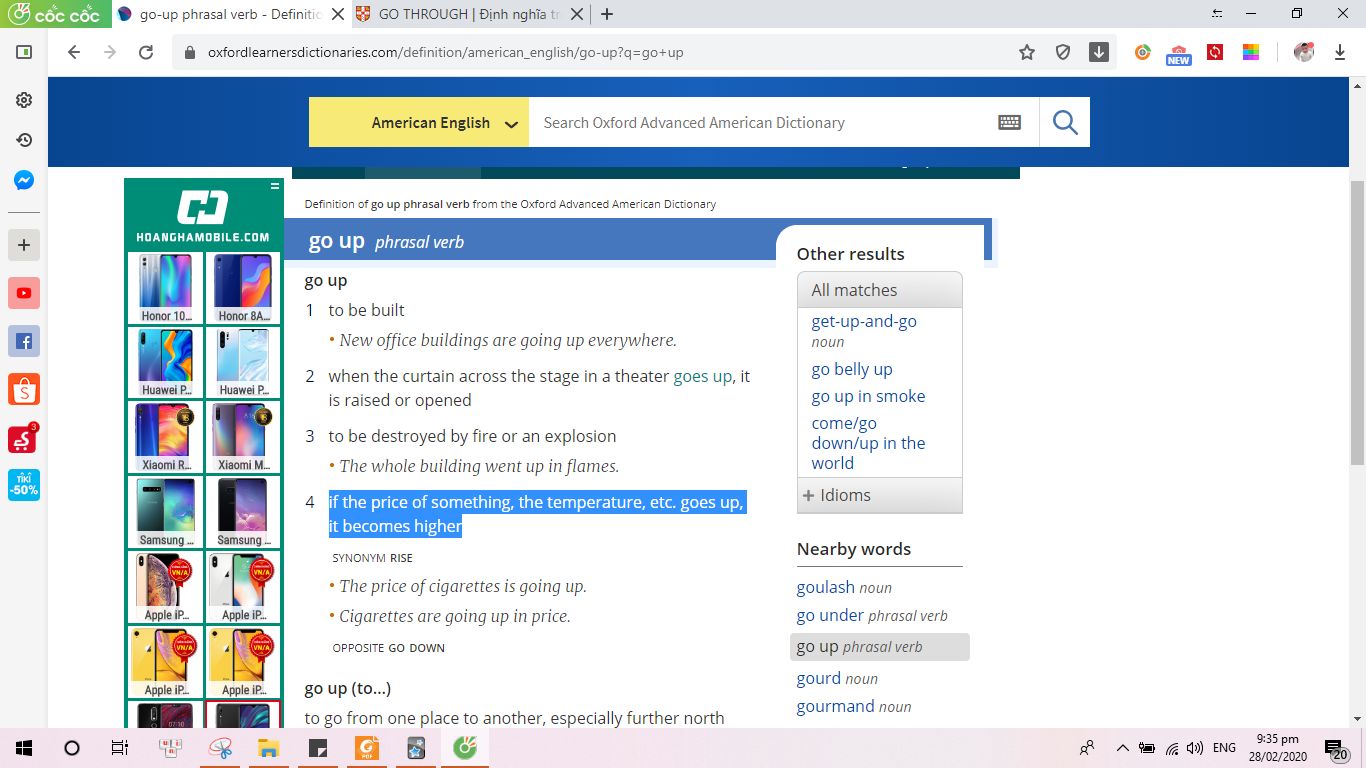 cốc cốc
go-up phrasal verb - Definitio
GO THROUGH | Định nghĩa tr
oxfordlearnersdictionaries.com/definition/american_english/go-up?q=go+up
NEW
American English
Search Oxford Advanced American Dictionary
HOANGHAMOBILE.COM
Honor 10...
Honor 8A...
Huawei P...
Huawei P...
Xiaomi R...
Xiaomi M...
Samsung ...
Samsung ...
VN/A
VN/A
Apple iP...
Apple iP...
VN/A
VN/A
Apple iP...
Apple iP...
07:10
3
TIKI
-50%
Definition of go up phrasal verb from the Oxford Advanced American Dictionary
go up phrasal verb
go up
1 to be built
• New office buildings are going up everywhere.
2 when the curtain across the stage in a theater goes up, it
is raised or opened
3 to be destroyed by fire or an explosion
• The whole building went up in flames.
4 if the price of something, the temperature, etc. goes up,
it becomes higher
SYNONYM RISE
• The price of cigarettes is going up.
• Cigarettes are going up in price.
OPPOSITE GO DOWN
go up (to...)
to go from one place to another, especially further north
Other results
All matches
get-up-and-go
noun
go belly up
go up in smoke
come/go
down/up in the
world
+ Idioms
Nearby words
goulash noun
go under phrasal verb
go up phrasal verb
gourd noun
gourmand noun
PDF
ENG
9:35 pm
28/02/2020
20